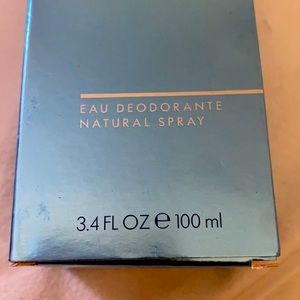 EAU DEODORANTE
NATURAL SPRAY
3.4 FL OZ ℮ 100 ml